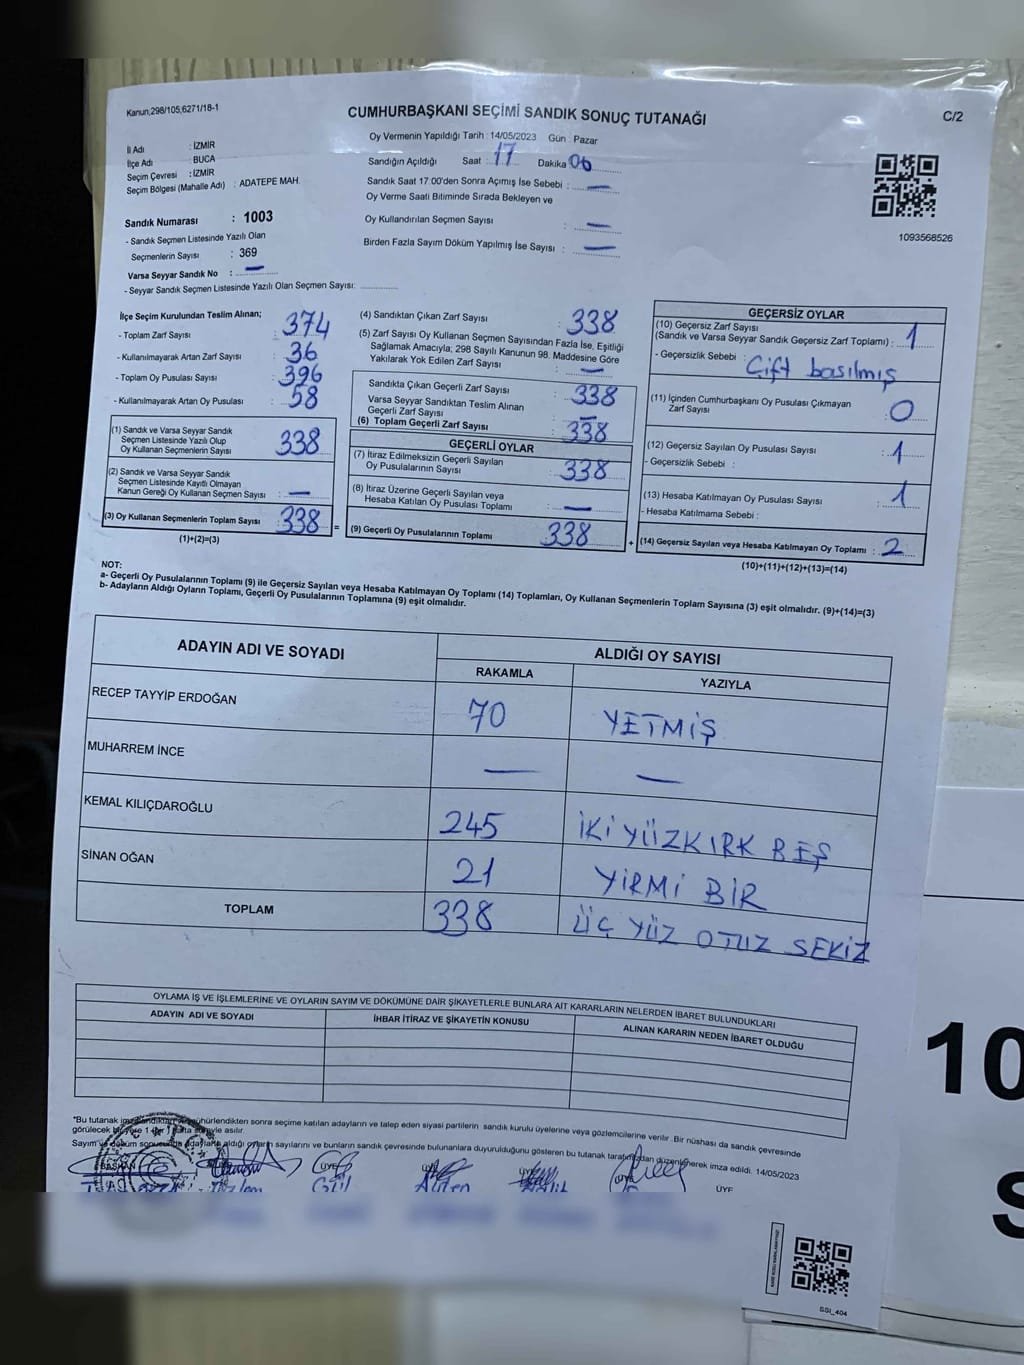 Kanun,298/105,6271/18-1
CUMHURBAŞKANI SEÇİMİ SANDIK SONUÇ TUTANAĞI
C/2
Oy Vermenin Yapıldığı Tarih : 14/05/2023 Gün : Pazar
İl Adı : İZMİR
İlçe Adı : BUCA
Seçim Çevresi : İZMİR
Seçim Bölgesi (Mahalle Adı) : ADATEPE MAH.
Sandığın Açıldığı Saat : 17 Dakika 06
Sandık Saat 17.00'den Sonra Açımış İse Sebebi : —
Oy Verme Saati Bitiminde Sırada Bekleyen ve
Oy Kullandırılan Seçmen Sayısı : —
Birden Fazla Sayım Döküm Yapılmış İse Sayısı : —
1093568526
Sandık Numarası : 1003
- Sandık Seçmen Listesinde Yazılı Olan
Seçmenlerin Sayısı : 369
Varsa Seyyar Sandık No : —
- Seyyar Sandık Seçmen Listesinde Yazılı Olan Seçmen Sayısı:
İlçe Seçim Kurulundan Teslim Alınan;
- Toplam Zarf Sayısı : 374
- Kullanılmayarak Artan Zarf Sayısı : 36
- Toplam Oy Pusulası Sayısı : 396
- Kullanılmayarak Artan Oy Pusulası : 58
(1) Sandık ve Varsa Seyyar Sandık
Seçmen Listesinde Yazılı Olup
Oy Kullanan Seçmenlerin Sayısı : 338
(2) Sandık ve Varsa Seyyar Sandık
Seçmen Listesinde Kayıtlı Olmayan
Kanun Gereği Oy Kullanan Seçmen Sayısı : —
(3) Oy Kullanan Seçmenlerin Toplam Sayısı : 338
(1)+(2)=(3)
(4) Sandıktan Çıkan Zarf Sayısı : 338
(5) Zarf Sayısı Oy Kullanan Seçmen Sayısından Fazla İse, Eşitliği
Sağlamak Amacıyla; 298 Sayılı Kanunun 98. Maddesine Göre
Yakılarak Yok Edilen Zarf Sayısı : —
Sandıkta Çıkan Geçerli Zarf Sayısı : 338
Varsa Seyyar Sandıktan Teslim Alınan
Geçerli Zarf Sayısı : —
(6) Toplam Geçerli Zarf Sayısı : 338
GEÇERLİ OYLAR
(7) İtiraz Edilmeksizin Geçerli Sayılan
Oy Pusulalarının Sayısı : 338
(8) İtiraz Üzerine Geçerli Sayılan veya
Hesaba Katılan Oy Pusulası Toplamı : —
= (9) Geçerli Oy Pusulalarının Toplamı 338
GEÇERSİZ OYLAR
(10) Geçersiz Zarf Sayısı
(Sandık ve Varsa Seyyar Sandık Geçersiz Zarf Toplamı) : 1
- Geçersizlik Sebebi : Çift basılmış
(11) İçinden Cumhurbaşkanı Oy Pusulası Çıkmayan
Zarf Sayısı : 0
(12) Geçersiz Sayılan Oy Pusulası Sayısı : 1
- Geçersizlik Sebebi :
(13) Hesaba Katılmayan Oy Pusulası Sayısı : 1
- Hesaba Katılmama Sebebi :
+ (14) Geçersiz Sayılan veya Hesaba Katılmayan Oy Toplamı : 2
(10)+(11)+(12)+(13)=(14)
NOT:
a- Geçerli Oy Pusulalarının Toplamı (9) ile Geçersiz Sayılan veya Hesaba Katılmayan Oy Toplamı (14) Toplamları, Oy Kullanan Seçmenlerin Toplam Sayısına (3) eşit olmalıdır. (9)+(14)=(3)
b- Adayların Aldığı Oyların Toplamı, Geçerli Oy Pusulalarının Toplamına (9) eşit olmalıdır.
ADAYIN ADI VE SOYADI
ALDIĞI OY SAYISI
RAKAMLA
YAZIYLA
RECEP TAYYİP ERDOĞAN 70 YETMİŞ
MUHARREM İNCE — —
KEMAL KILIÇDAROĞLU 245 İKİ YÜZKIRK BEŞ
SİNAN OĞAN 21 YİRMİ BİR
TOPLAM 338 ÜÇ YÜZ OTUZ SEKİZ
OYLAMA İŞ VE İŞLEMLERİNE VE OYLARIN SAYIM VE DÖKÜMÜNE DAİR ŞİKAYETLERLE BUNLARA AİT KARARLARIN NELERDEN İBARET BULUNDUKLARI
ADAYIN ADI VE SOYADI
İHBAR İTİRAZ VE ŞİKAYETİN KONUSU
ALINAN KARARIN NEDEN İBARET OLDUĞU
*Bu tutanak mühürlendikten sonra seçime katılan adayların ve talep eden siyasi partilerin sandık kurulu üyelerine veya gözlemcilerine verilir. Bir nüshası da sandık çevresinde
görülecek asılır.
Sayım ve döküm sonucunda adayların aldığı oyların sayılarını ve bunların sandık çevresinde bulunanlara duyurulduğunu gösteren bu tutanak tarafımızdan düzenlenerek imza edildi. 14/05/2023
BAŞKAN ÜYE ÜYE ÜYE ÜYE ÜYE
Gül
10
S
SSI_404